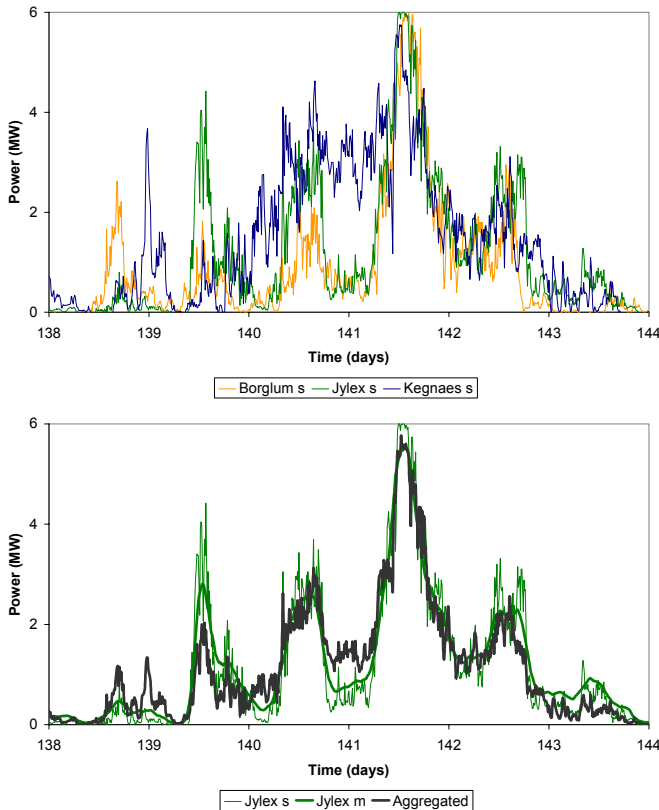 6
4
2
0
Power (MW)
138 139 140 141 142 143 144
Time (days)
Borglum s Jylex s Kegnaes s
6
4
2
0
Power (MW)
138 139 140 141 142 143 144
Time (days)
Jylex s Jylex m Aggregated